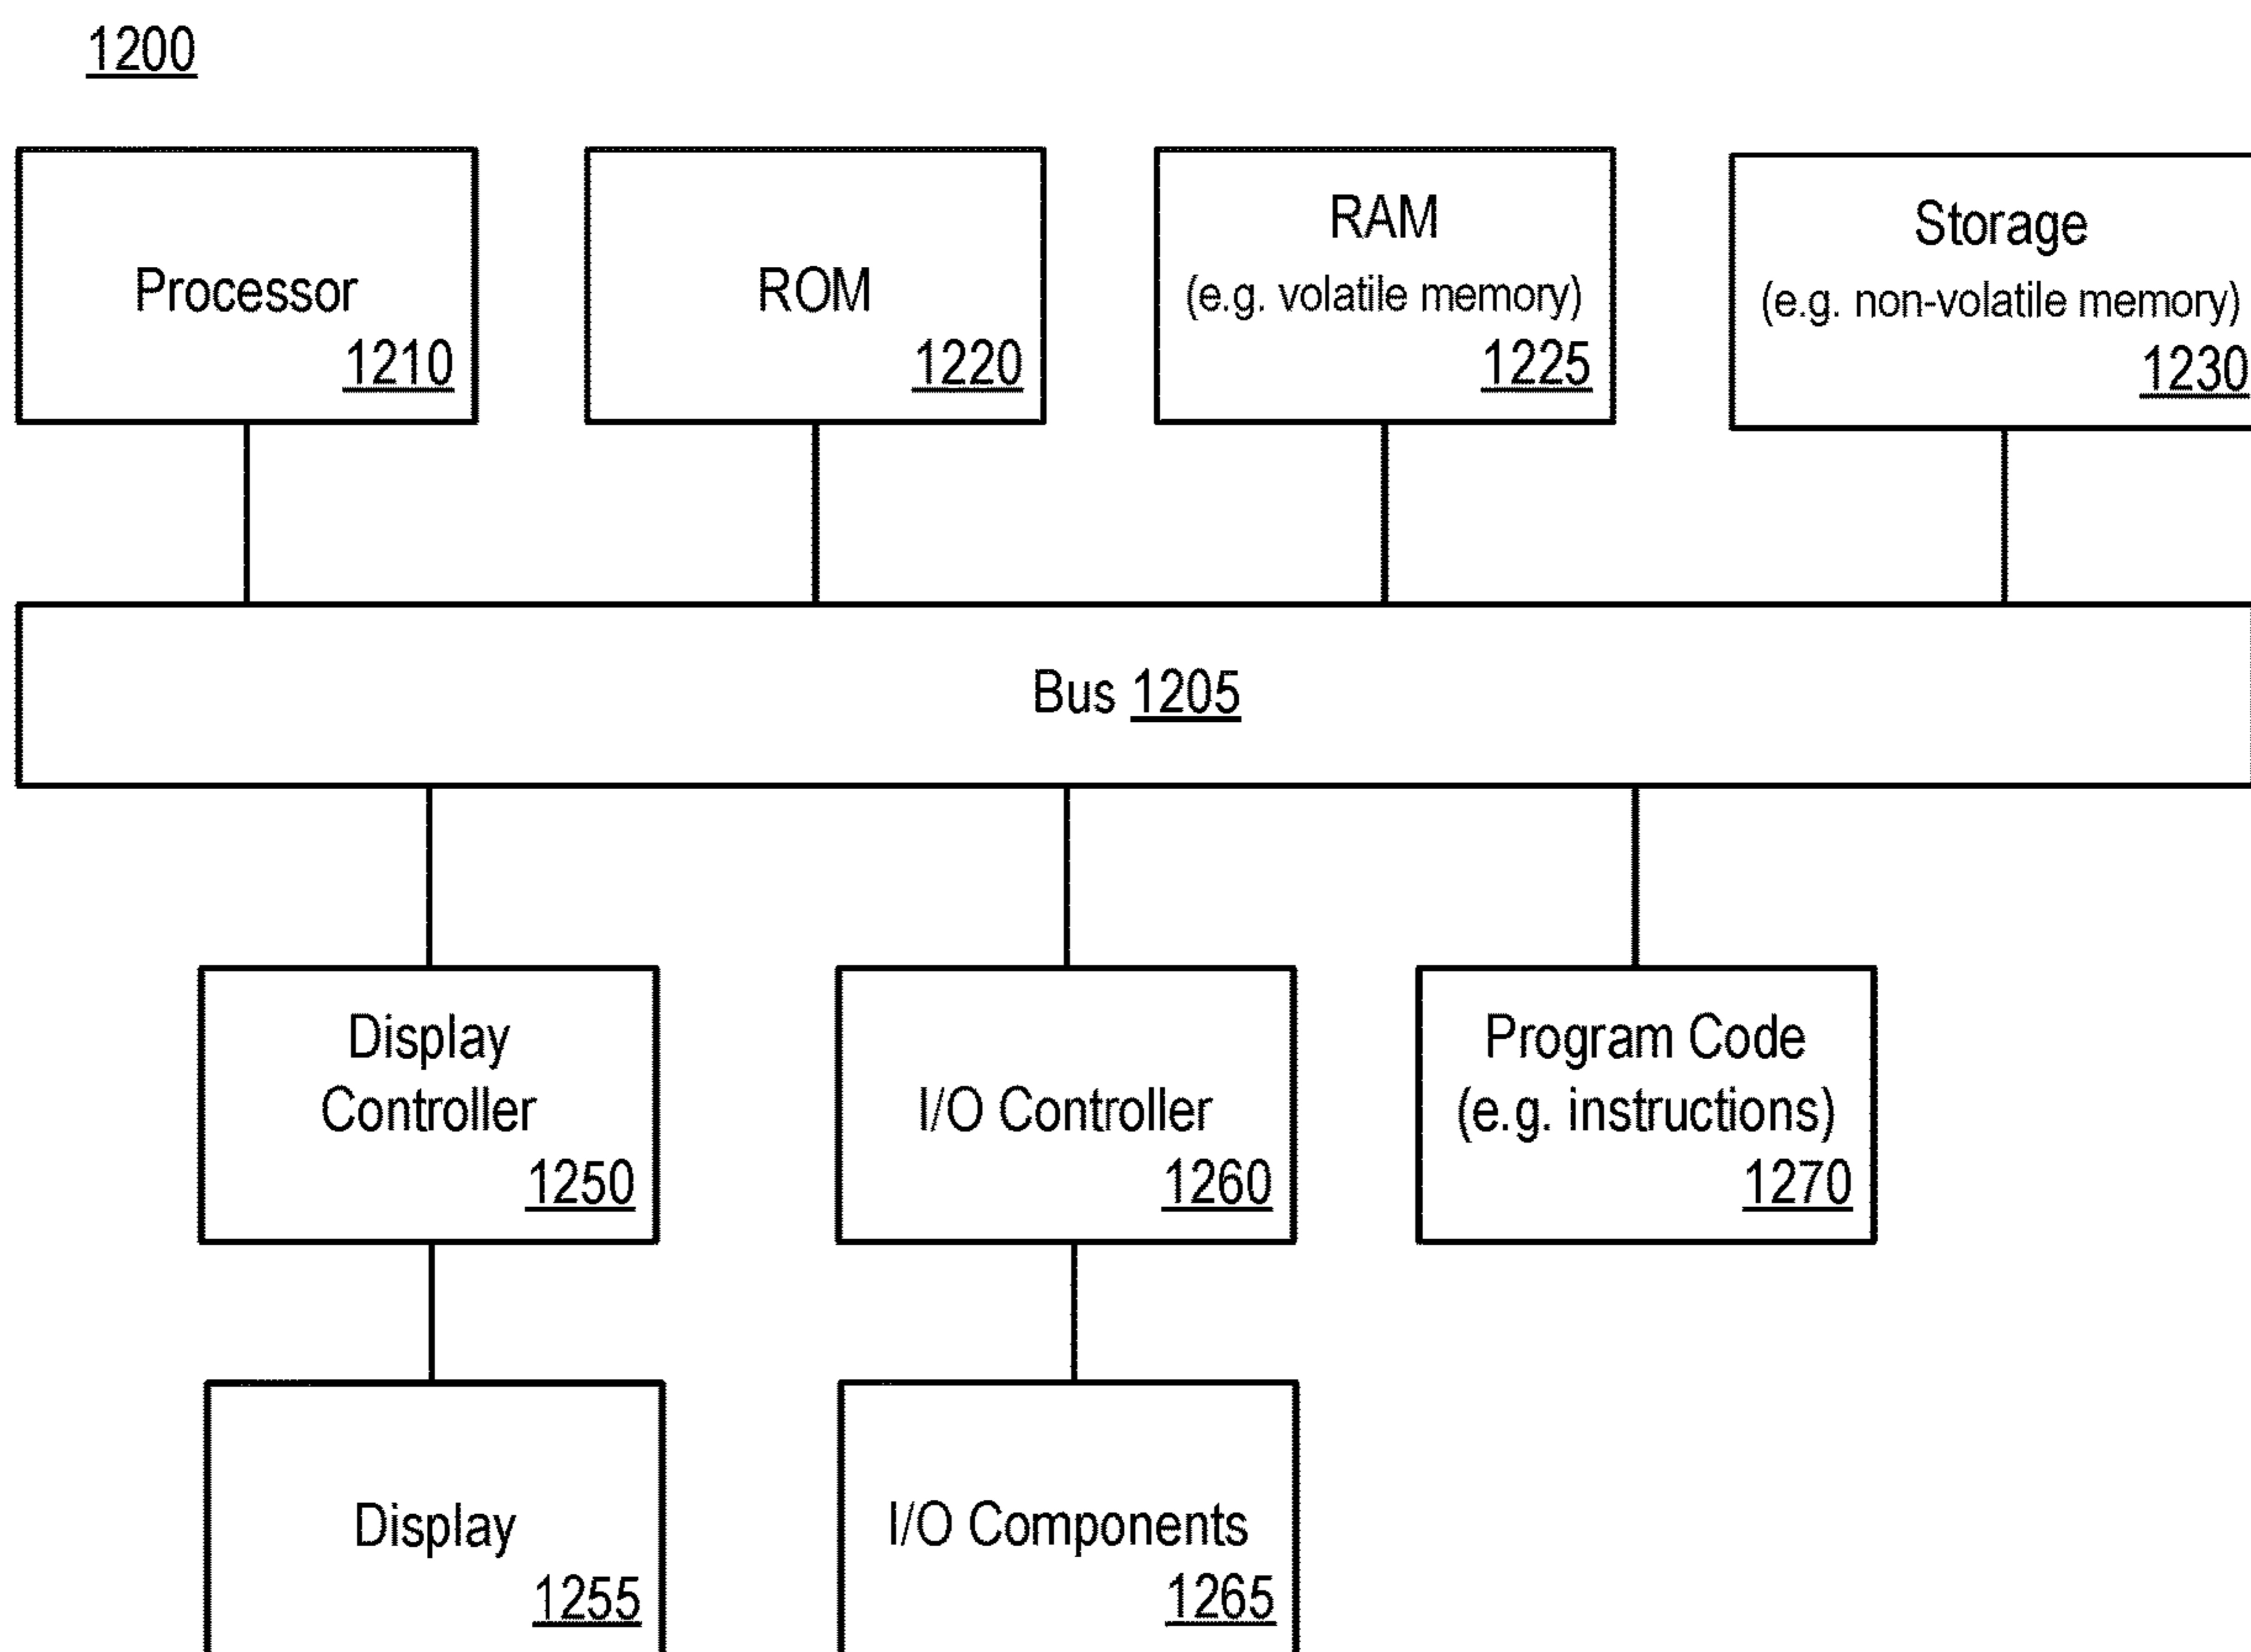 1200
Processor
1210
ROM
1220
RAM
(e.g. volatile memory)
1225
Storage
(e.g. non-volatile memory)
1230
Bus 1205
Display
Controller
1250
I/O Controller
1260
Program Code
(e.g. instructions)
1270
Display
1255
I/O Components
1265